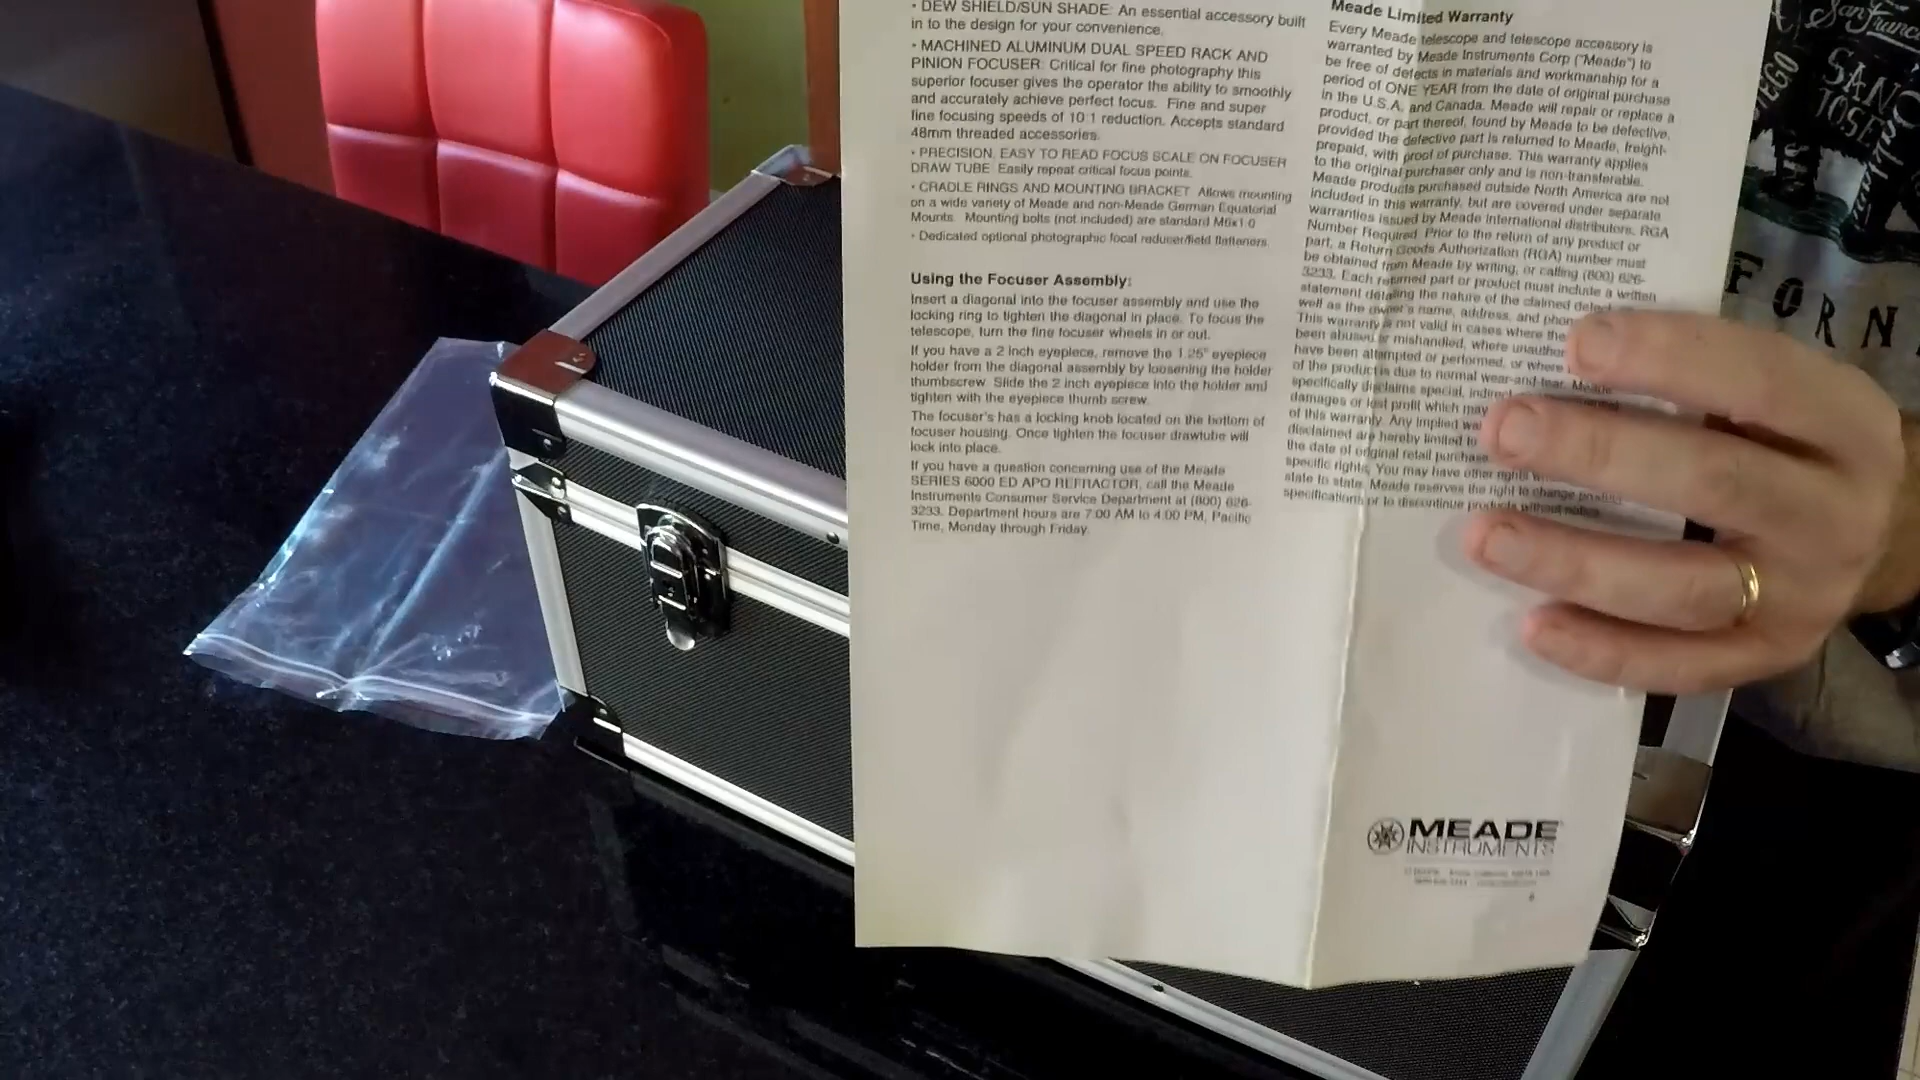 • DEW SHIELD/SUN SHADE: An essential accessory built
in to the design for your convenience.
• MACHINED ALUMINUM DUAL SPEED RACK AND
PINION FOCUSER: Critical for fine photography this
superior focuser gives the operator the ability to smoothly
and accurately achieve perfect focus. Fine and super
fine focusing speeds of 10:1 reduction. Accepts standard
48mm threaded accessories.
• PRECISION, EASY TO READ FOCUS SCALE ON FOCUSER
DRAW TUBE: Easily repeat critical focus points.
• CRADLE RINGS AND MOUNTING BRACKET: Allows mounting
on a wide variety of Meade and non-Meade German Equatorial
Mounts. Mounting bolts (not included) are standard M6x1.0
• Dedicated optional photographic focal reducer/field flatteners.
Using the Focuser Assembly:
Insert a diagonal into the focuser assembly and use the
locking ring to tighten the diagonal in place. To focus the
telescope, turn the fine focuser wheels in or out.
If you have a 2 inch eyepiece, remove the 1.25" eyepiece
holder from the diagonal assembly by loosening the holder
thumbscrew. Slide the 2 inch eyepiece into the holder and
tighten with the eyepiece thumb screw.
The focuser's has a locking knob located on the bottom of
focuser housing. Once tighten the focuser drawtube will
lock into place.
If you have a question concerning use of the Meade
SERIES 6000 ED APO REFRACTOR, call the Meade
Instruments Consumer Service Department at (800) 626-
3233. Department hours are 7:00 AM to 4:00 PM, Pacific
Time, Monday through Friday.
Meade Limited Warranty
Every Meade telescope and telescope accessory is
warranted by Meade Instruments Corp ("Meade") to
be free of defects in materials and workmanship for a
period of ONE YEAR from the date of original purchase
in the U.S.A. and Canada. Meade will repair or replace a
product, or part thereof, found by Meade to be defective,
provided the defective part is returned to Meade, freight-
prepaid, with proof of purchase. This warranty applies
to the original purchaser only and is non-transferable.
Meade products purchased outside North America are not
included in this warranty, but are covered under separate
warranties issued by Meade International distributors. RGA
Number Required: Prior to the return of any product or
part, a Return Goods Authorization (RGA) number must
be obtained from Meade by writing, or calling (800) 626-
3233. Each returned part or product must include a written
statement detailing the nature of the claimed defect
well as the owner's name, address, and phon
This warranty is not valid in cases where the
been abused or mishandled, where unauthor
have been attempted or performed, or where
of the product is due to normal wear-and-tear. Meade
specifically disclaims special, indirect
damages or lost profit which may
of this warranty. Any implied wa
disclaimed are hereby limited to
the date of original retail purchase.
specific rights. You may have other rights
state to state. Meade reserves the right to change product
specifications or to discontinue products without notice.
MEADE
INSTRUMENTS
San Franc
DIEGO
SAN
JOSE
FORN